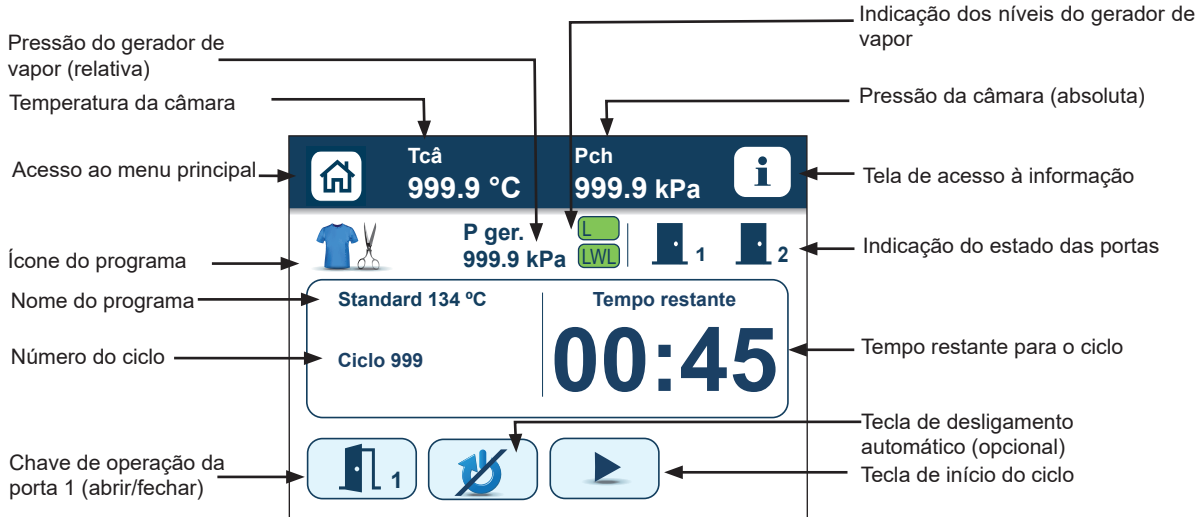 Indicação dos níveis do gerador de
vapor
Pressão do gerador de
vapor (relativa)
Temperatura da câmara
Pressão da câmara (absoluta)
Acesso ao menu principal
Tcâ
999.9 °C
Pch
999.9 kPa
i
Tela de acesso à informação
Ícone do programa
P ger.
999.9 kPa
L
LWL
1
2
Indicação do estado das portas
Nome do programa
Standard 134 ºC
Tempo restante
Número do ciclo
Ciclo 999
00:45
Tempo restante para o ciclo
Tecla de desligamento
automático (opcional)
Chave de operação da
porta 1 (abrir/fechar)
1
Tecla de início do ciclo